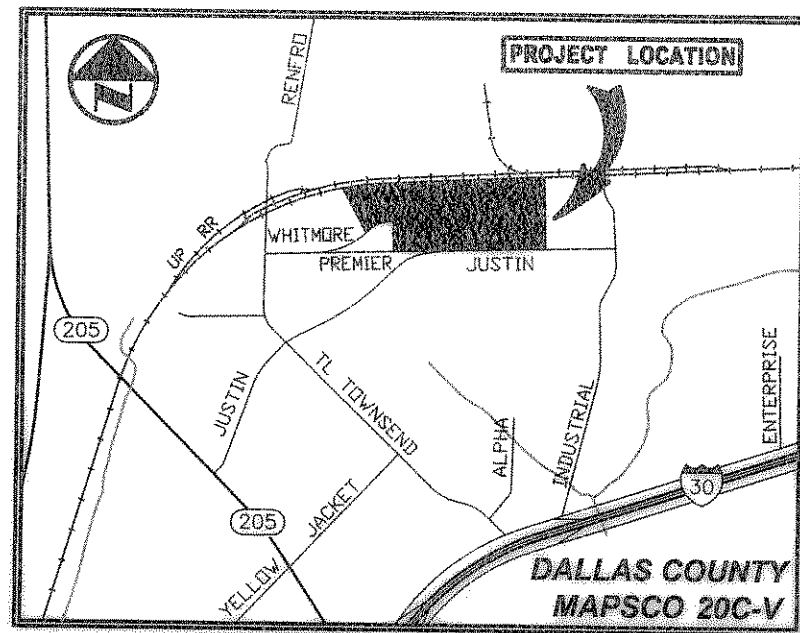 RENFRO
PROJECT LOCATION
UP RR
WHITMORE
PREMIER
JUSTIN
205
JUSTIN
TL TOWNSEND
ALPHA
INDUSTRIAL
ENTERPRISE
30
205
YELLOW JACKET
DALLAS COUNTY
MAPSCO 20C-V